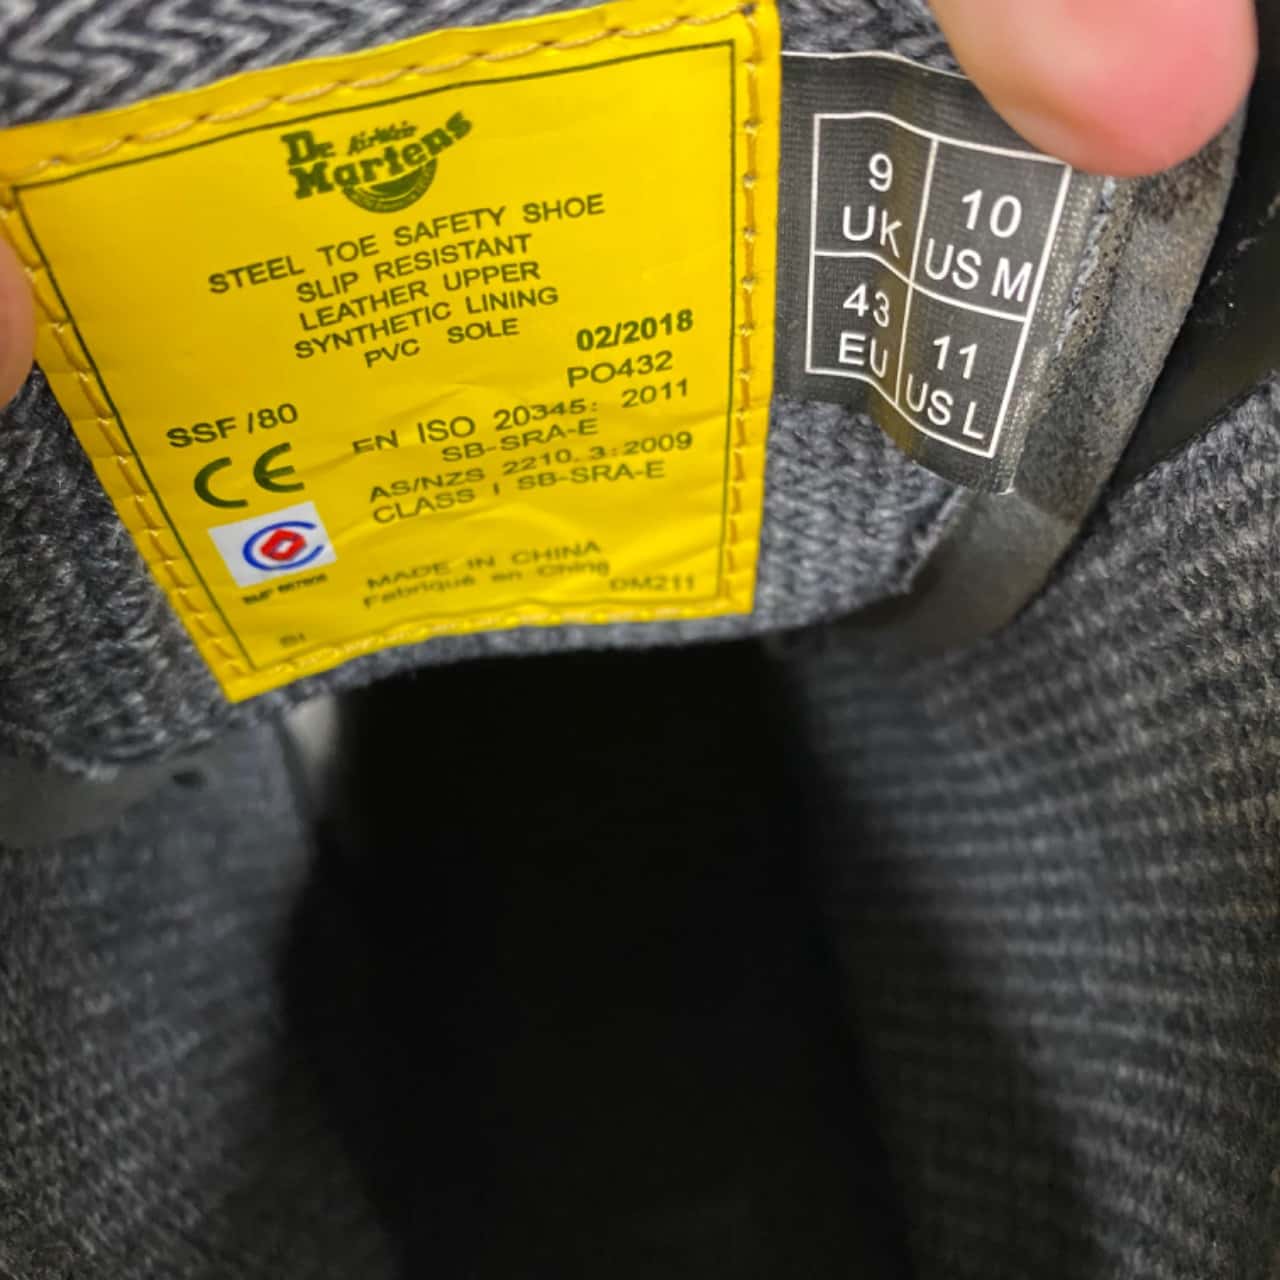 Dr. AirWair
Martens
STEEL TOE SAFETY SHOE
SLIP RESISTANT
LEATHER UPPER
SYNTHETIC LINING
PVC SOLE
02/2018
PO432
SSF /80
EN ISO 20345: 2011
SB-SRA-E
CE
AS/NZS 2210.3:2009
CLASS I SB-SRA-E
MADE IN CHINA
Fabriqué en Chine
DM211
9
UK
10
US M
43
EU
11
US L